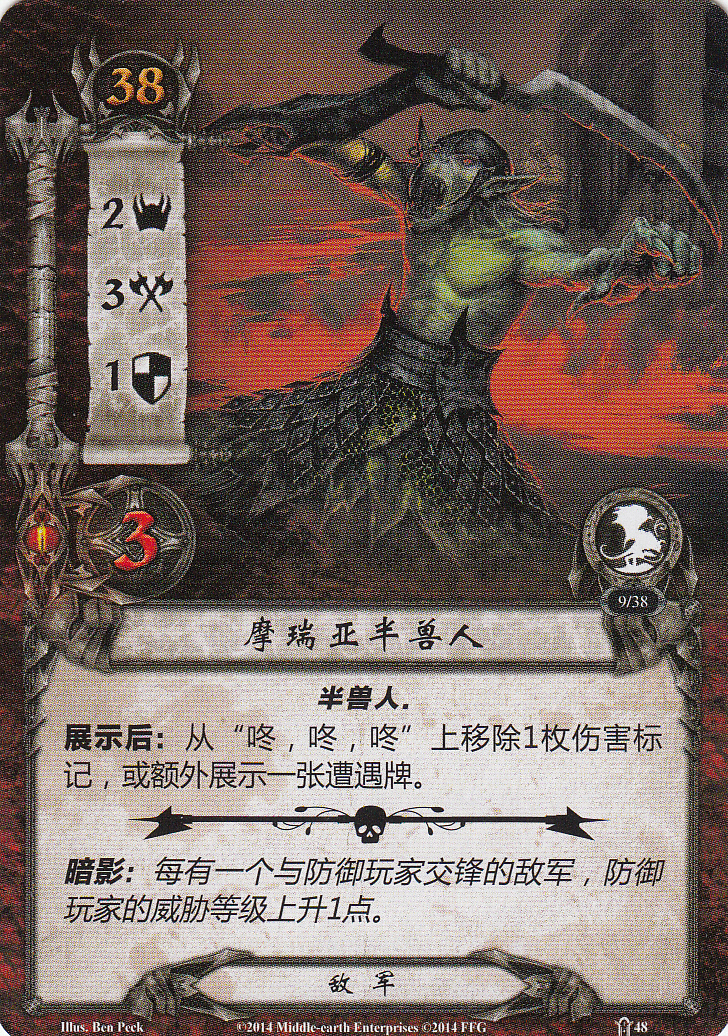 38
2
3
1
3
9/38
摩瑞亚半兽人
半兽人.
展示后：从“咚，咚，咚”上移除1枚伤害标
记，或额外展示一张遭遇牌。
暗影：每有一个与防御玩家交锋的敌军，防御
玩家的威胁等级上升1点。
敌军
Illus. Ben Peck ©2014 Middle-earth Enterprises ©2014 FFG 48